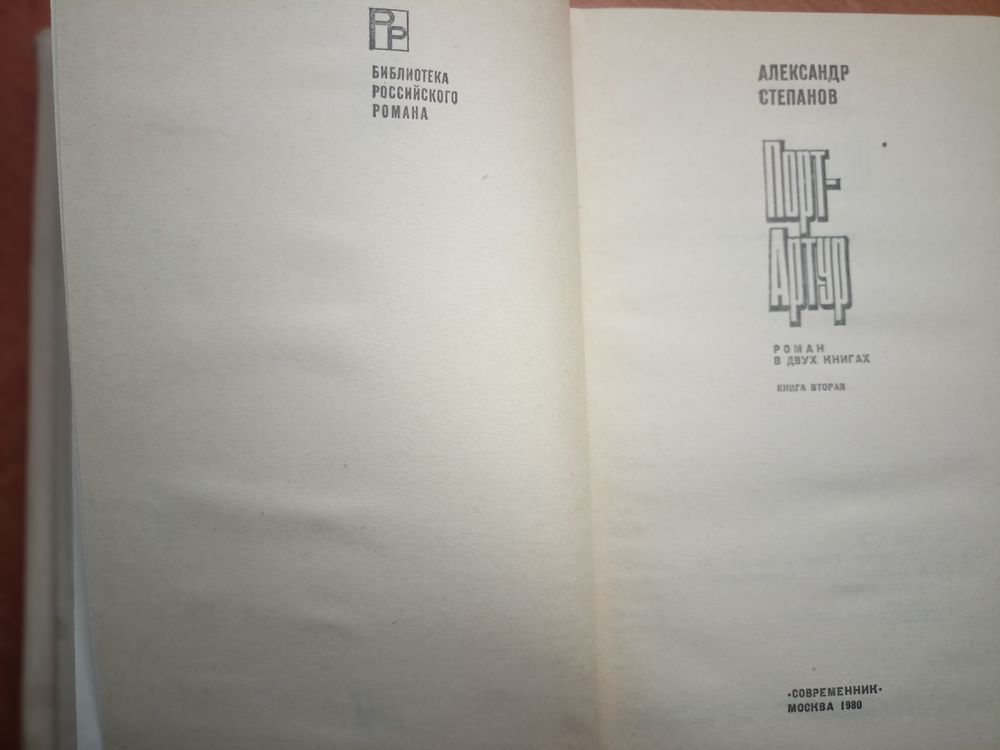 РР
БИБЛИОТЕКА
РОССИЙСКОГО
РОМАНА
АЛЕКСАНДР
СТЕПАНОВ
Порт-
Артур
РОМАН
В ДВУХ КНИГАХ
КНИГА ВТОРАЯ
«СОВРЕМЕННИК»
МОСКВА 1980